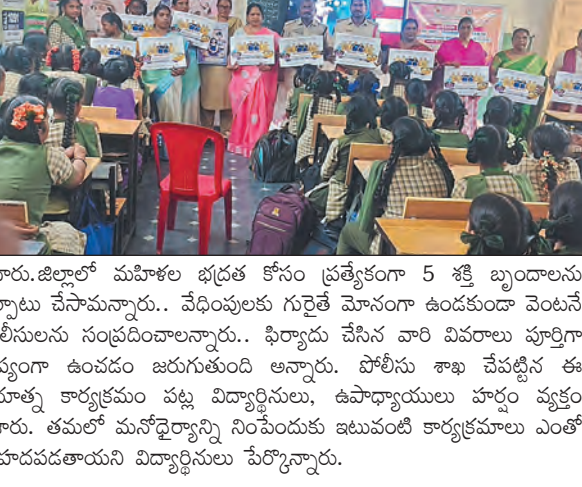 నారు.జిల్లాలో మహిళల భద్రత కోసం ప్రత్యేకంగా 5 శక్తి బృందాలను
ర్పాటు చేసామన్నారు.. వేధింపులకు గురైతే మోనంగా ఉండకుండా వెంటనే
లీసులను సంప్రదించాలన్నారు.. ఫిర్యాదు చేసిన వారి వివరాలు పూర్తిగా
ప్యంగా ఉంచడం జరుగుతుంది అన్నారు. పోలీసు శాఖ చేపట్టిన ఈ
కార్యక్రమం పట్ల విద్యార్థినులు, ఉపాధ్యాయులు హర్షం వ్యక్తం
చారు. తమలో మనోధైర్యాన్ని నింపేందుకు ఇటువంటి కార్యక్రమాలు ఎంతో
హదపడతాయని విద్యార్థినులు పేర్కొన్నారు.